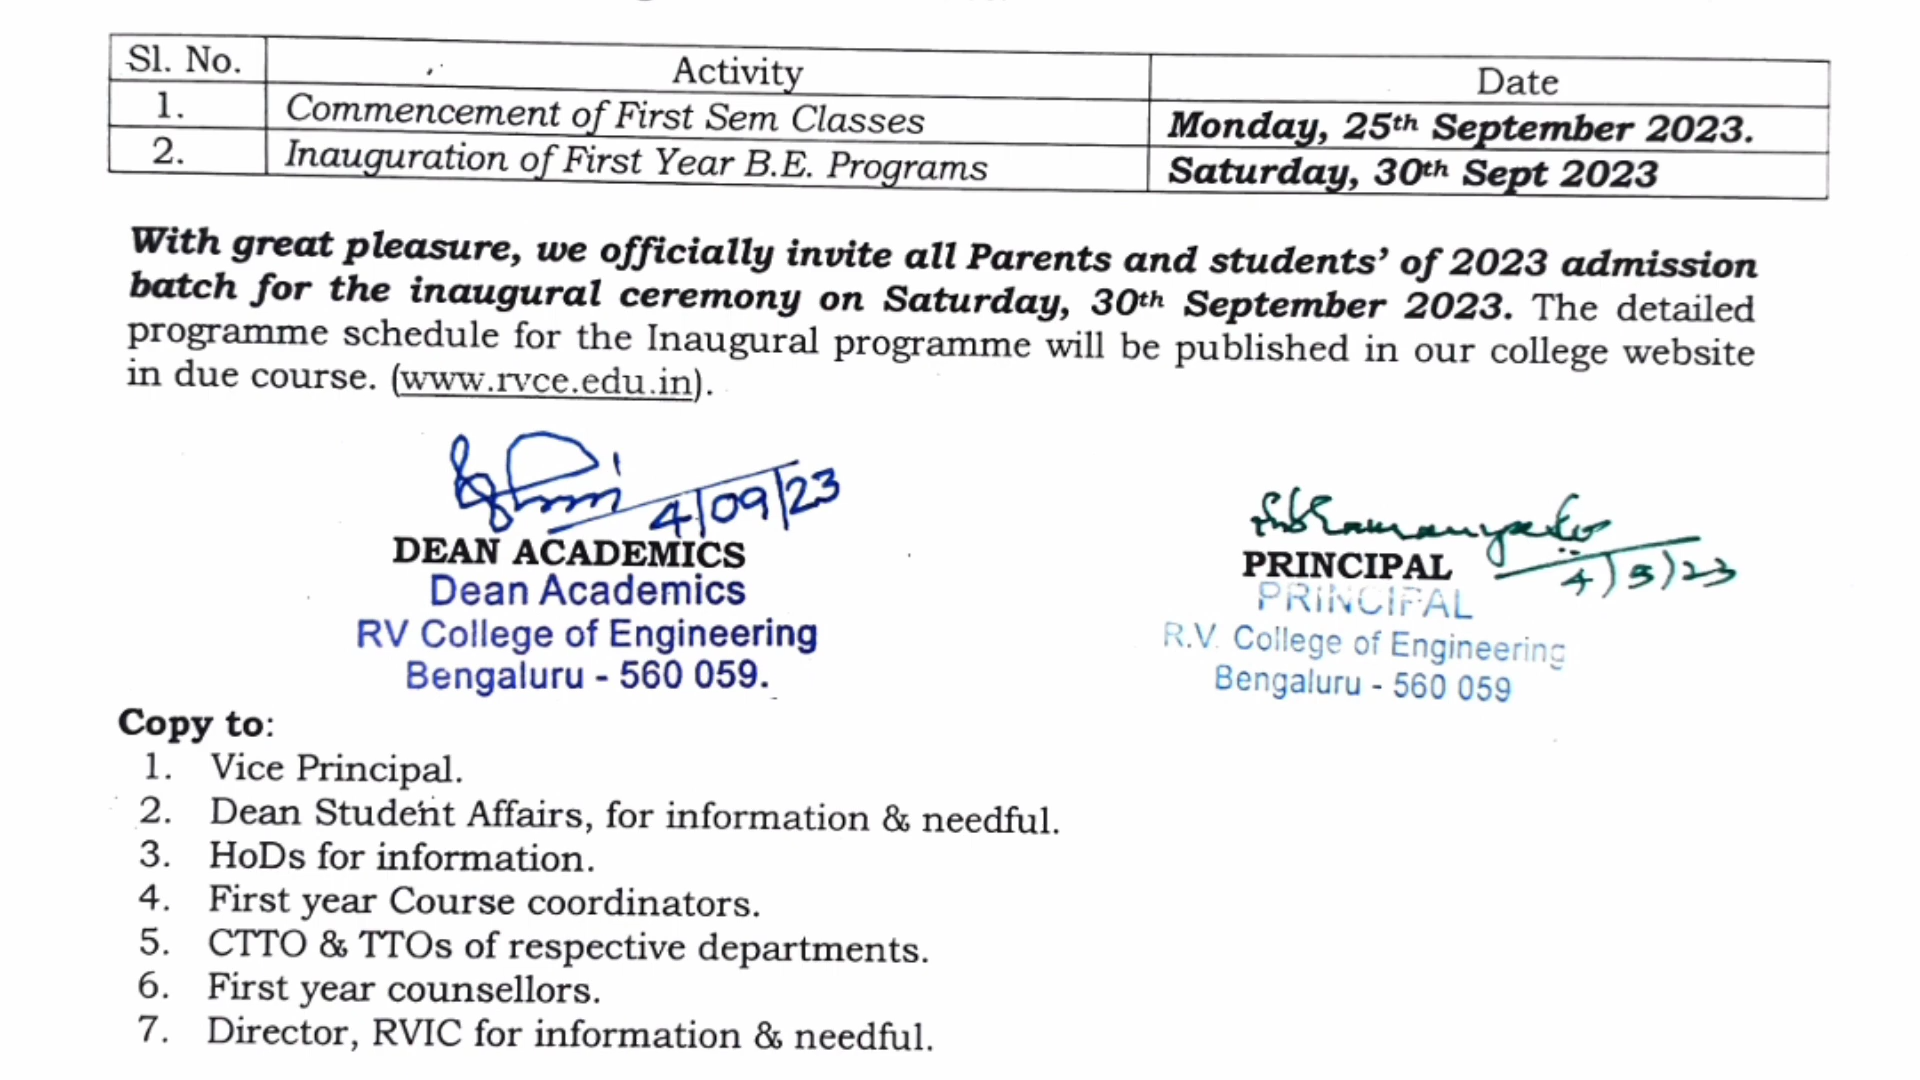 Sl. No. Activity Date
1. Commencement of First Sem Classes Monday, 25th September 2023.
2. Inauguration of First Year B.E. Programs Saturday, 30th Sept 2023
With great pleasure, we officially invite all Parents and students’ of 2023 admission
batch for the inaugural ceremony on Saturday, 30th September 2023. The detailed
programme schedule for the Inaugural programme will be published in our college website
in due course. (www.rvce.edu.in).
4/09/23
DEAN ACADEMICS
Dean Academics
RV College of Engineering
Bengaluru - 560 059.
PRINCIPAL
PRINCIPAL
R.V. College of Engineering
Bengaluru - 560 059
Copy to:
1. Vice Principal.
2. Dean Student Affairs, for information & needful.
3. HoDs for information.
4. First year Course coordinators.
5. CTTO & TTOs of respective departments.
6. First year counsellors.
7. Director, RVIC for information & needful.